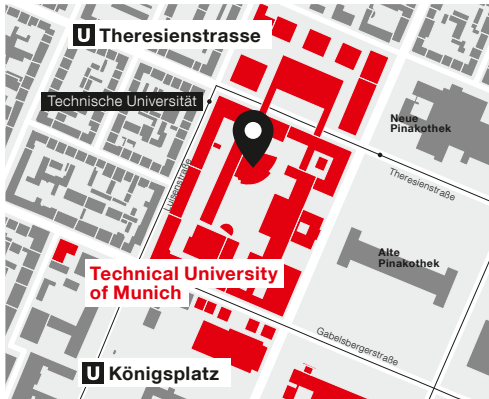 U Theresienstrasse
Technische Universität
Neue
Pinakothek
Theresienstraße
Luisenstraße
Alte
Pinakothek
Technical University
of Munich
Gabelsbergerstraße
U Königsplatz